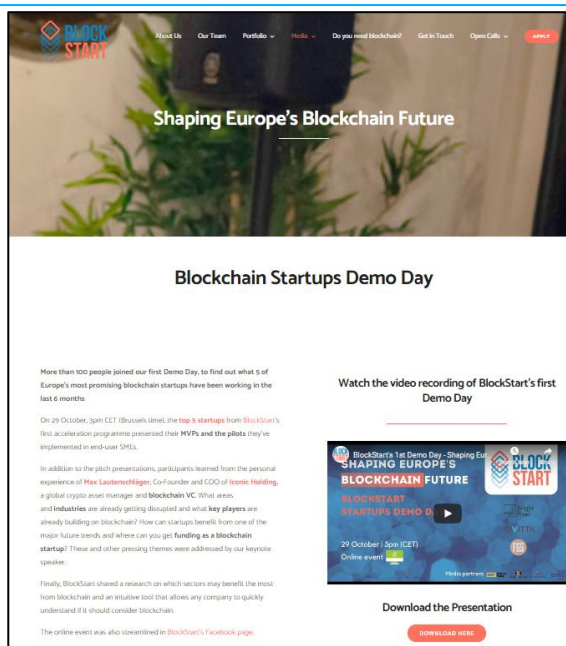 BLOCK
START
About Us
Our Team
Portfolio
Media
Do you need blockchain?
Get in Touch
Open Calls
APPLY
Shaping Europe's Blockchain Future
Blockchain Startups Demo Day
More than 100 people joined our first Demo Day, to find out what 5 of
Europe's most promising blockchain startups have been working in the
last 6 months
On 29 October, 3pm CET (Brussels time), the top 5 startups from BlockStart's
first acceleration programme presented their MVPs and the pilots they've
implemented in end-user SMEs.
In addition to the pitch presentations, participants learned from the personal
experience of Max Lautenschläger, Co-Founder and COO of Iconic Holding,
a global crypto asset manager and blockchain VC. What areas
and industries are already getting disrupted and what key players are
already building on blockchain? How can startups benefit from one of the
major future trends and where can you get funding as a blockchain
startup? These and other pressing themes were addressed by our keynote
speaker.
Finally, BlockStart shared a research on which sectors may benefit the most
from blockchain and an intuitive tool that allows any company to quickly
understand if it should consider blockchain.
The online event was also streamlined in BlockStart's Facebook page.
Watch the video recording of BlockStart's first
Demo Day
BlockStart's 1st Demo Day - Shaping Eur
SHAPING EUROPE'S
BLOCKCHAIN FUTURE
BLOCKSTART
STARTUPS DEMO D
29 October | 3pm (CET)
Online event
BLOCK
START
Bright
Pixel
CIVITTA
F6S
Media partners:
Download the Presentation
DOWNLOAD HERE